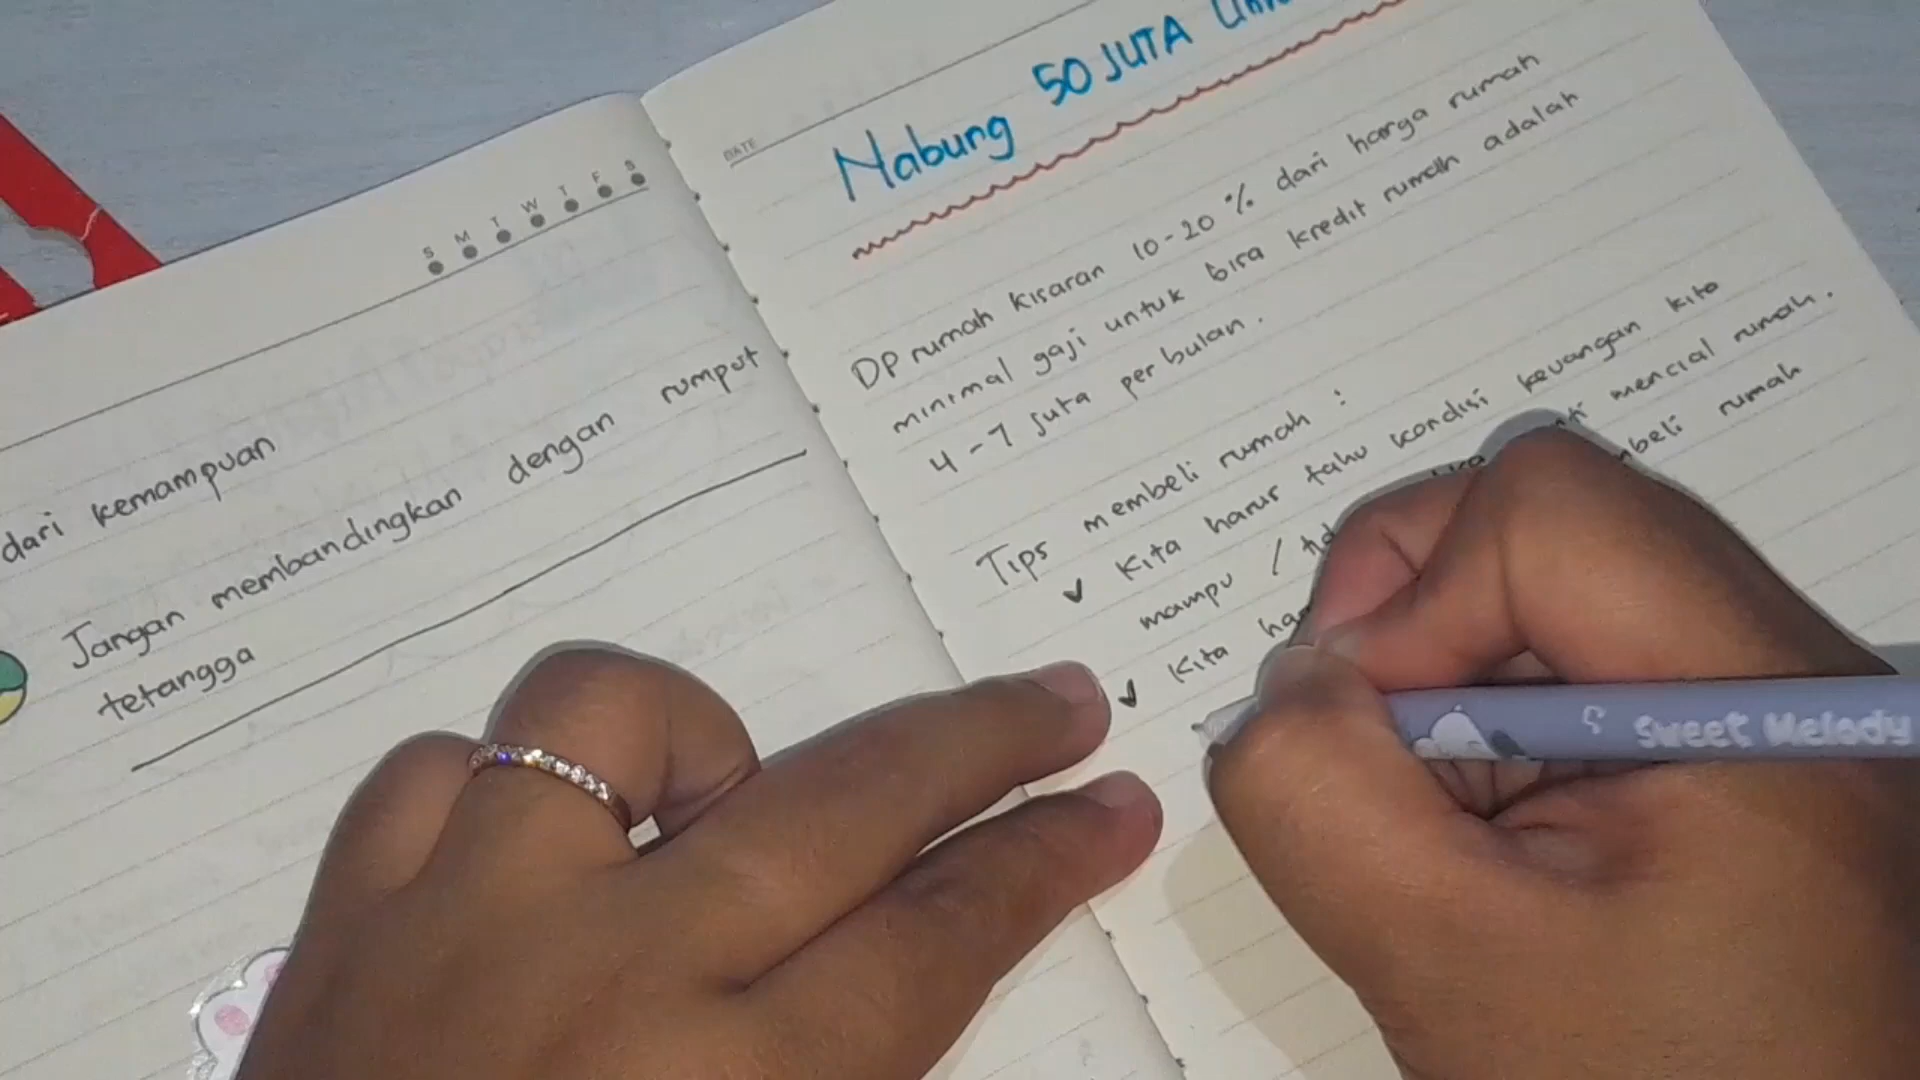 S M T W T F S
dari kemampuan
Jangan membandingkan dengan rumput
tetangga
DATE
Nabung 50 JUTA
DP rumah kisaran 10-20 % dari harga rumah
minimal gaji untuk bisa kredit rumah adalah
4-7 juta per bulan.
Tips membeli rumah :
Kita harus tahu kondisi keuangan kita
mampu / mencial rumah.
Kita rumah
Sweet Melody